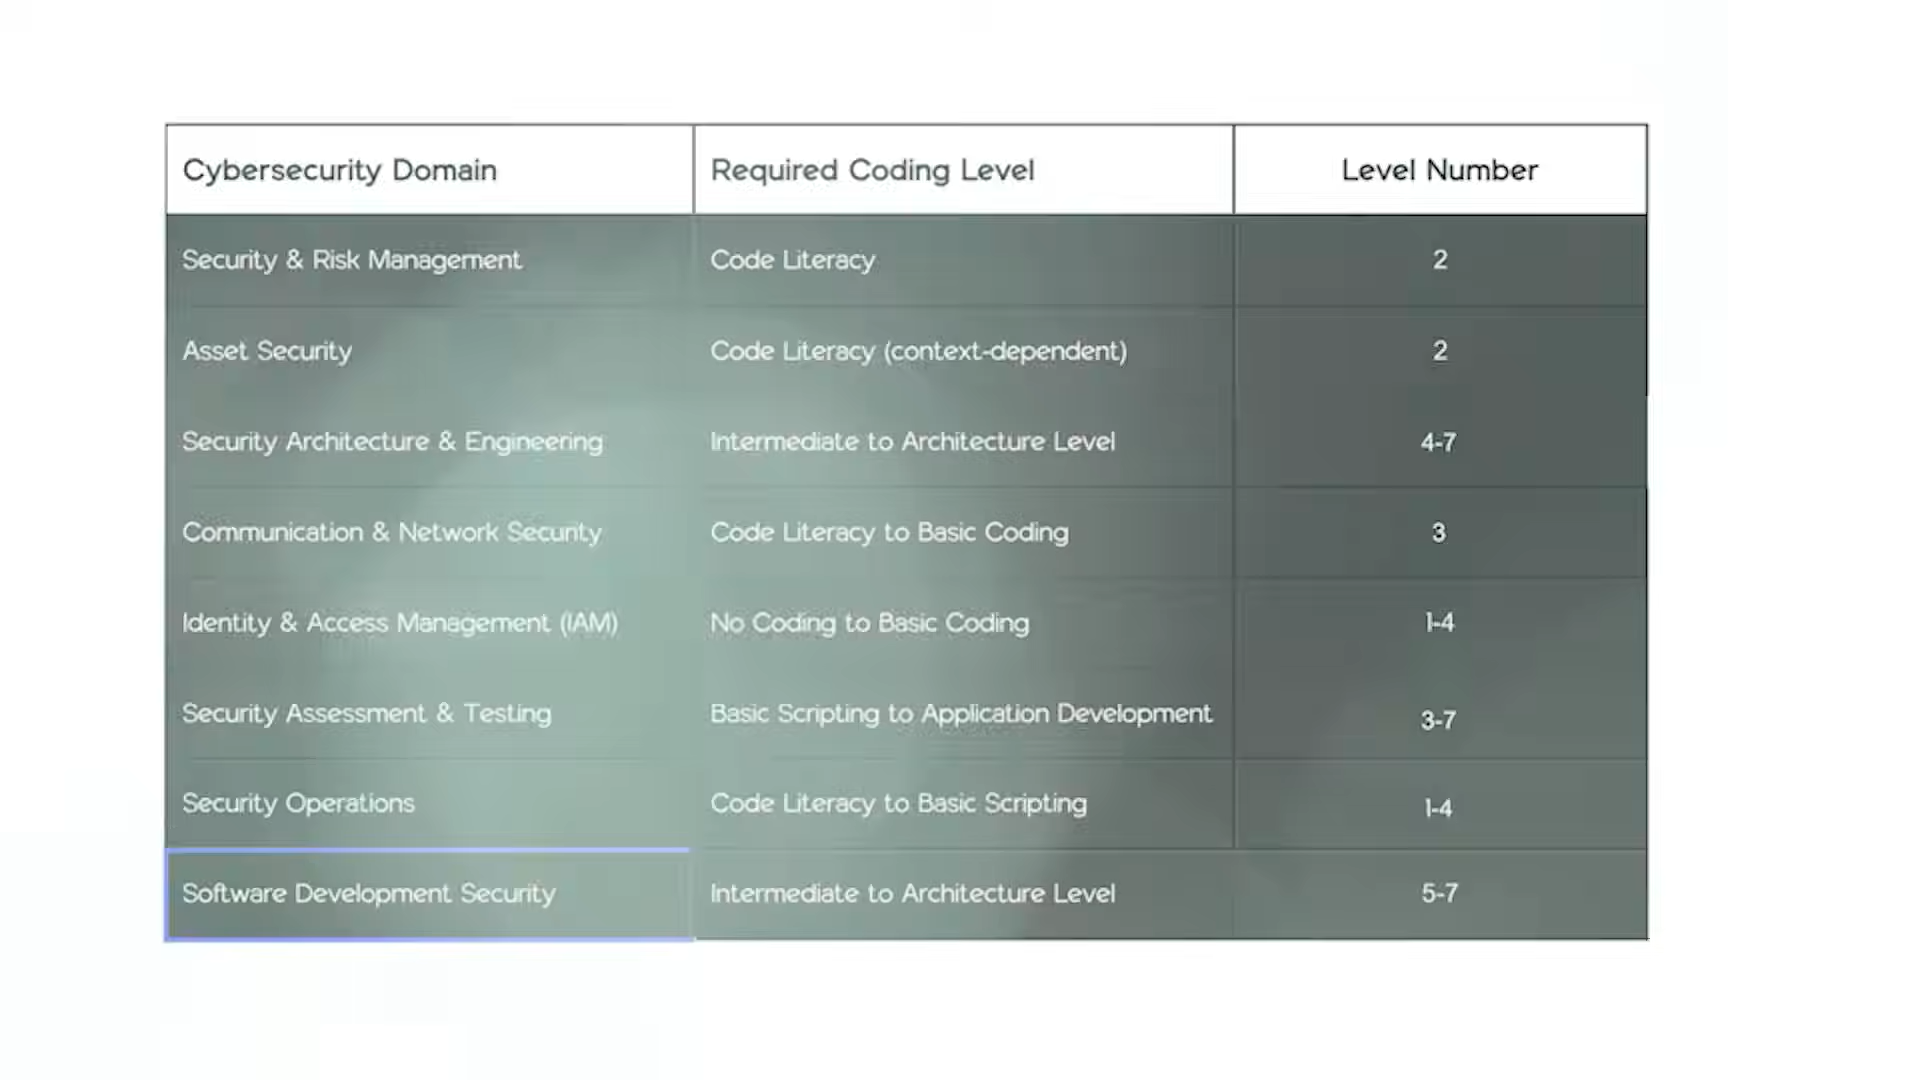 Cybersecurity Domain Required Coding Level Level Number
Security & Risk Management Code Literacy 2
Asset Security Code Literacy (context-dependent) 2
Security Architecture & Engineering Intermediate to Architecture Level 4-7
Communication & Network Security Code Literacy to Basic Coding 3
Identity & Access Management (IAM) No Coding to Basic Coding 1-4
Security Assessment & Testing Basic Scripting to Application Development 3-7
Security Operations Code Literacy to Basic Scripting 1-4
Software Development Security Intermediate to Architecture Level 5-7